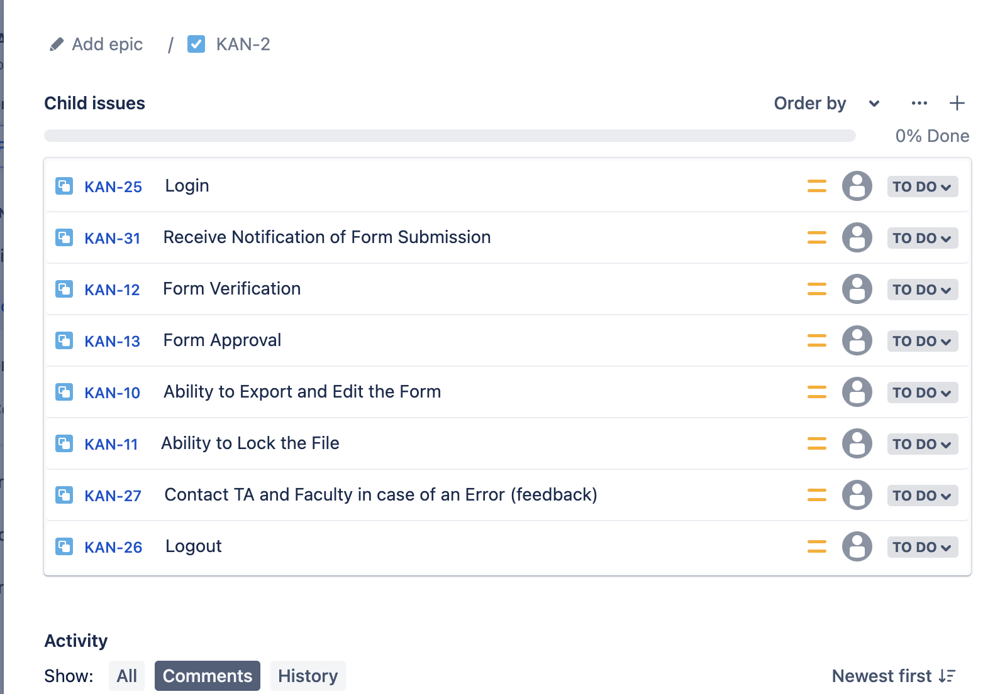 Add epic / KAN-2
Child issues Order by
0% Done
KAN-25 Login TO DO
KAN-31 Receive Notification of Form Submission TO DO
KAN-12 Form Verification TO DO
KAN-13 Form Approval TO DO
KAN-10 Ability to Export and Edit the Form TO DO
KAN-11 Ability to Lock the File TO DO
KAN-27 Contact TA and Faculty in case of an Error (feedback) TO DO
KAN-26 Logout TO DO
Activity
Show: All Comments History Newest first